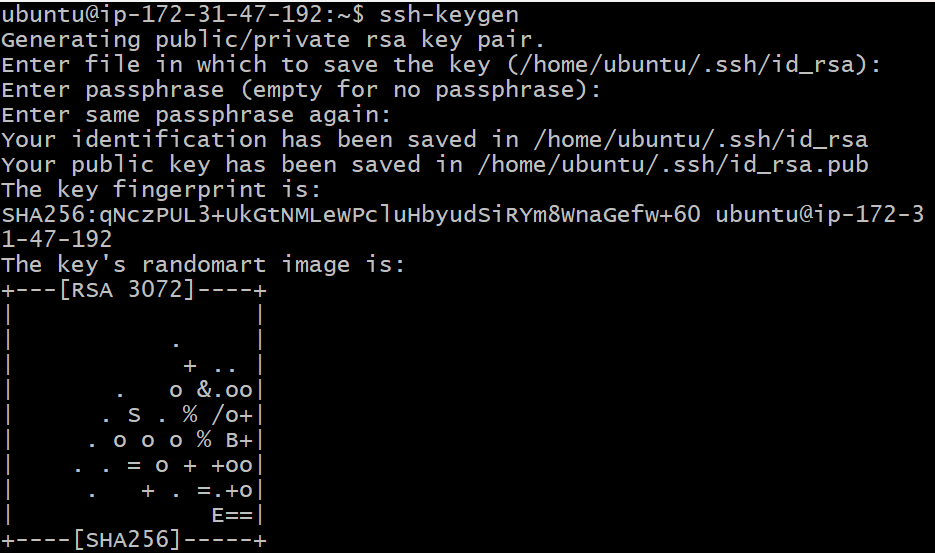 ubuntu@ip-172-31-47-192:~$ ssh-keygen
Generating public/private rsa key pair.
Enter file in which to save the key (/home/ubuntu/.ssh/id_rsa):
Enter passphrase (empty for no passphrase):
Enter same passphrase again:
Your identification has been saved in /home/ubuntu/.ssh/id_rsa
Your public key has been saved in /home/ubuntu/.ssh/id_rsa.pub
The key fingerprint is:
SHA256:qNczPUL3+UkGtNMLeWPcluHbyudSiRYm8WnaGefw+60 ubuntu@ip-172-3
1-47-192
The key's randomart image is:
+---[RSA 3072]----+
|                 |
|           .     |
|            + .. |
|       .   o &.oo|
|      . S . % /o+|
|     . o o o % B+|
|    . . = o + +oo|
|     .   + . =.+o|
|              E==|
+----[SHA256]-----+